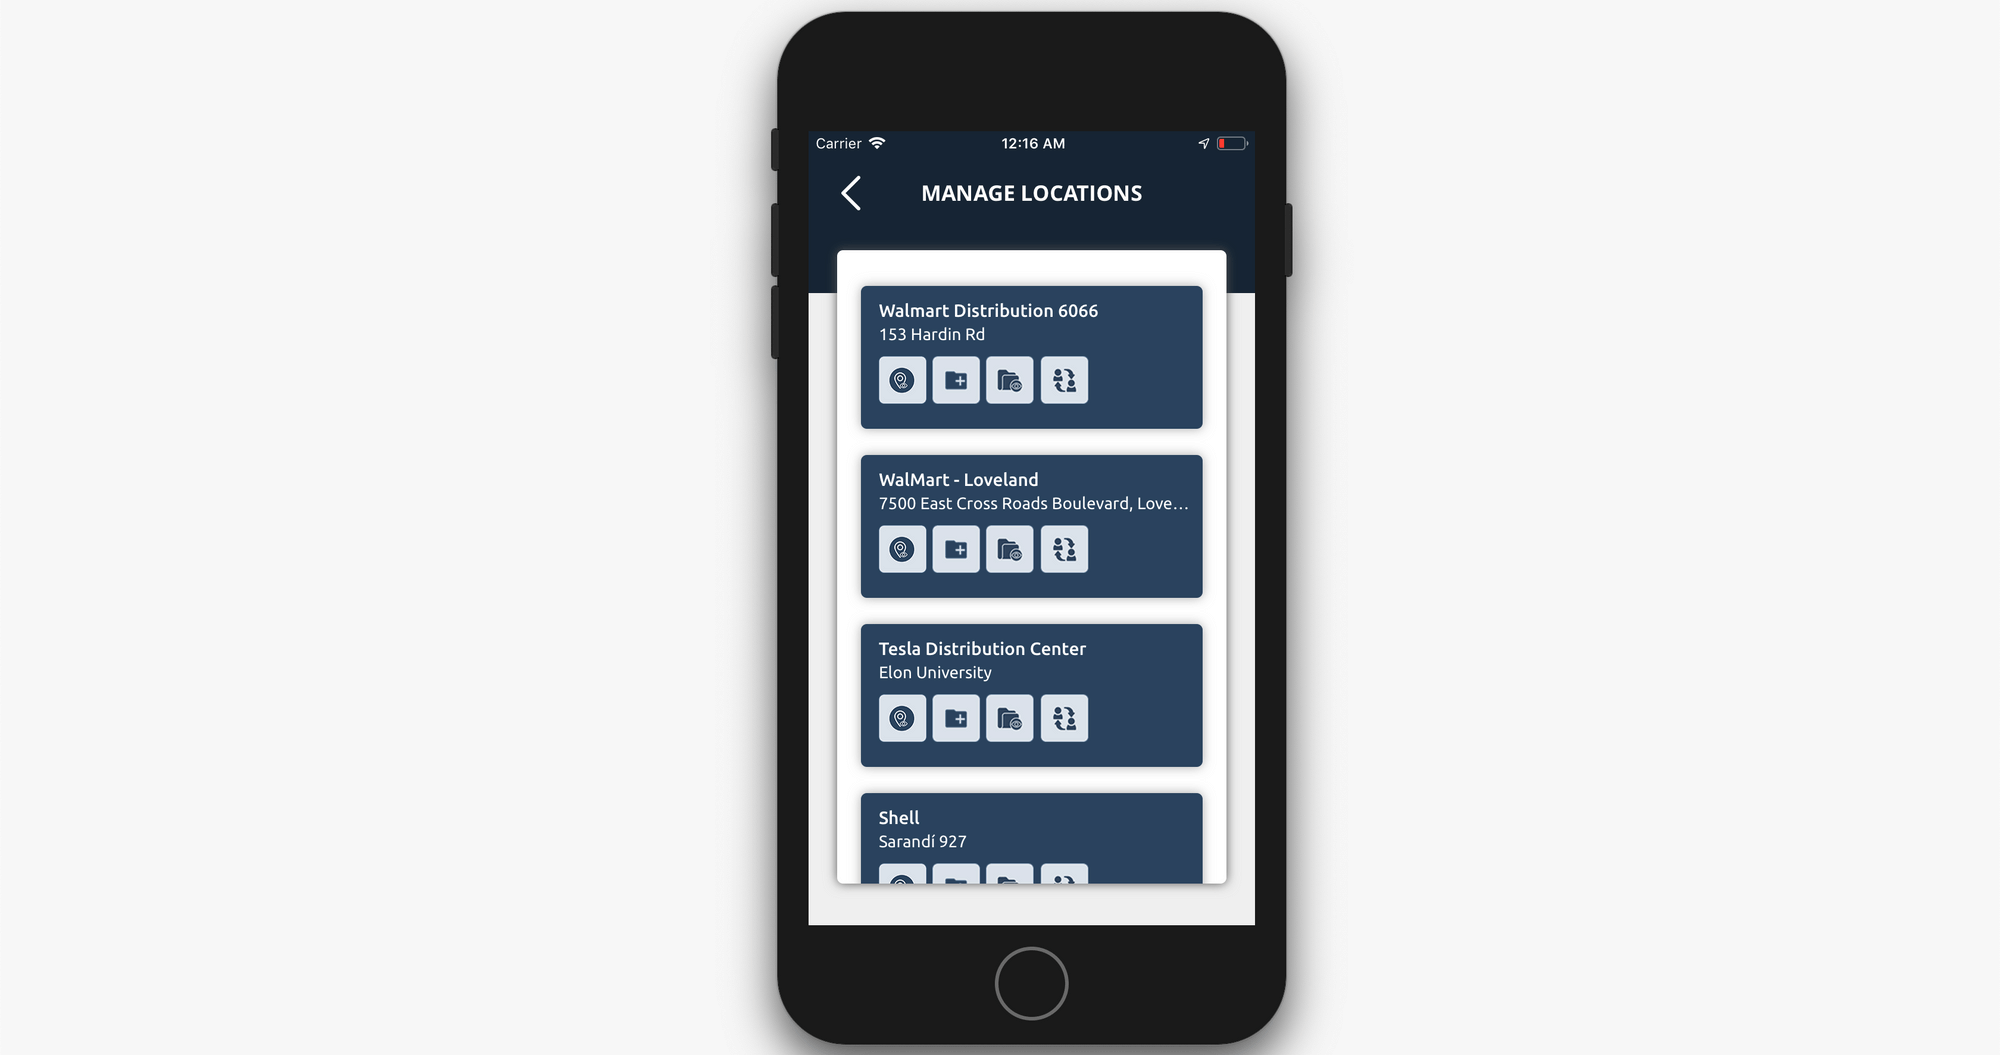 Carrier 12:16 AM
MANAGE LOCATIONS
Walmart Distribution 6066
153 Hardin Rd
WalMart - Loveland
7500 East Cross Roads Boulevard, Love...
Tesla Distribution Center
Elon University
Shell
Sarandí 927